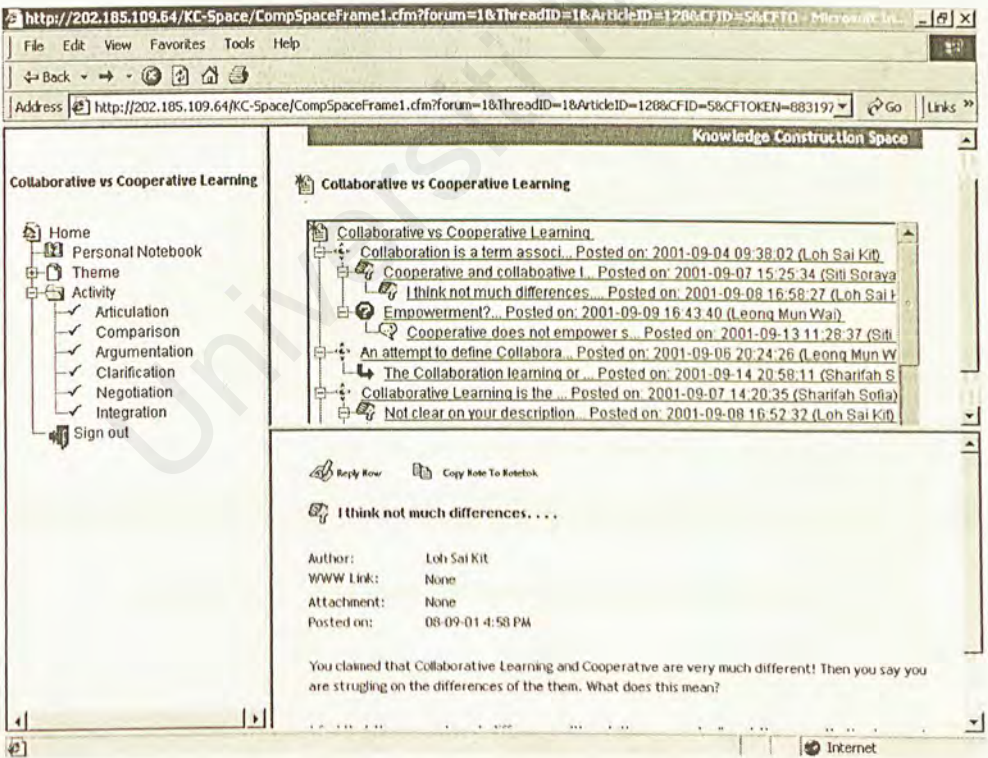 http://202.185.109.64/KC-Space/CompSpaceFrame1.cfm?forum=1&ThreadID=1&ArticleID=128&CFID=5&CFTO - Microsoft In...
File Edit View Favorites Tools Help
Back
Address http://202.185.109.64/KC-Space/CompSpaceFrame1.cfm?forum=1&ThreadID=1&ArticleID=128&CFID=5&CFTOKEN=883197 Go Links »
Knowledge Construction Space
Collaborative vs Cooperative Learning
Home
Personal Notebook
Theme
Activity
Articulation
Comparison
Argumentation
Clarification
Negotiation
Integration
Sign out
Collaborative vs Cooperative Learning
Collaborative vs Cooperative Learning
Collaboration is a term associ... Posted on: 2001-09-04 09:38:02 (Loh Sai Kit)
Cooperative and collaboative l... Posted on: 2001-09-07 15:25:34 (Siti Soraya
I think not much differences.... Posted on: 2001-09-08 16:58:27 (Loh Sai
Empowerment?... Posted on: 2001-09-09 16:43:40 (Leong Mun Wai)
Cooperative does not empower s... Posted on: 2001-09-13 11:28:37 (Siti
An attempt to define Collabora... Posted on: 2001-09-06 20:24:26 (Leong Mun W
The Collaboration learning or ... Posted on: 2001-09-14 20:58:11 (Sharifah S
Collaborative Learning is the ... Posted on: 2001-09-07 14:20:35 (Sharifah Sofia)
Not clear on your description... Posted on: 2001-09-08 16:52:32 (Loh Sai Kit)
Reply Now Copy Note To Notebk
I think not much differences. . . .
Author: Loh Sai Kit
WWW Link: None
Attachment: None
Posted on: 08-09-01 4:58 PM
You claimed that Collaborative Learning and Cooperative are very much different! Then you say you
are strugling on the differences of the them. What does this mean?
Internet
Universiti